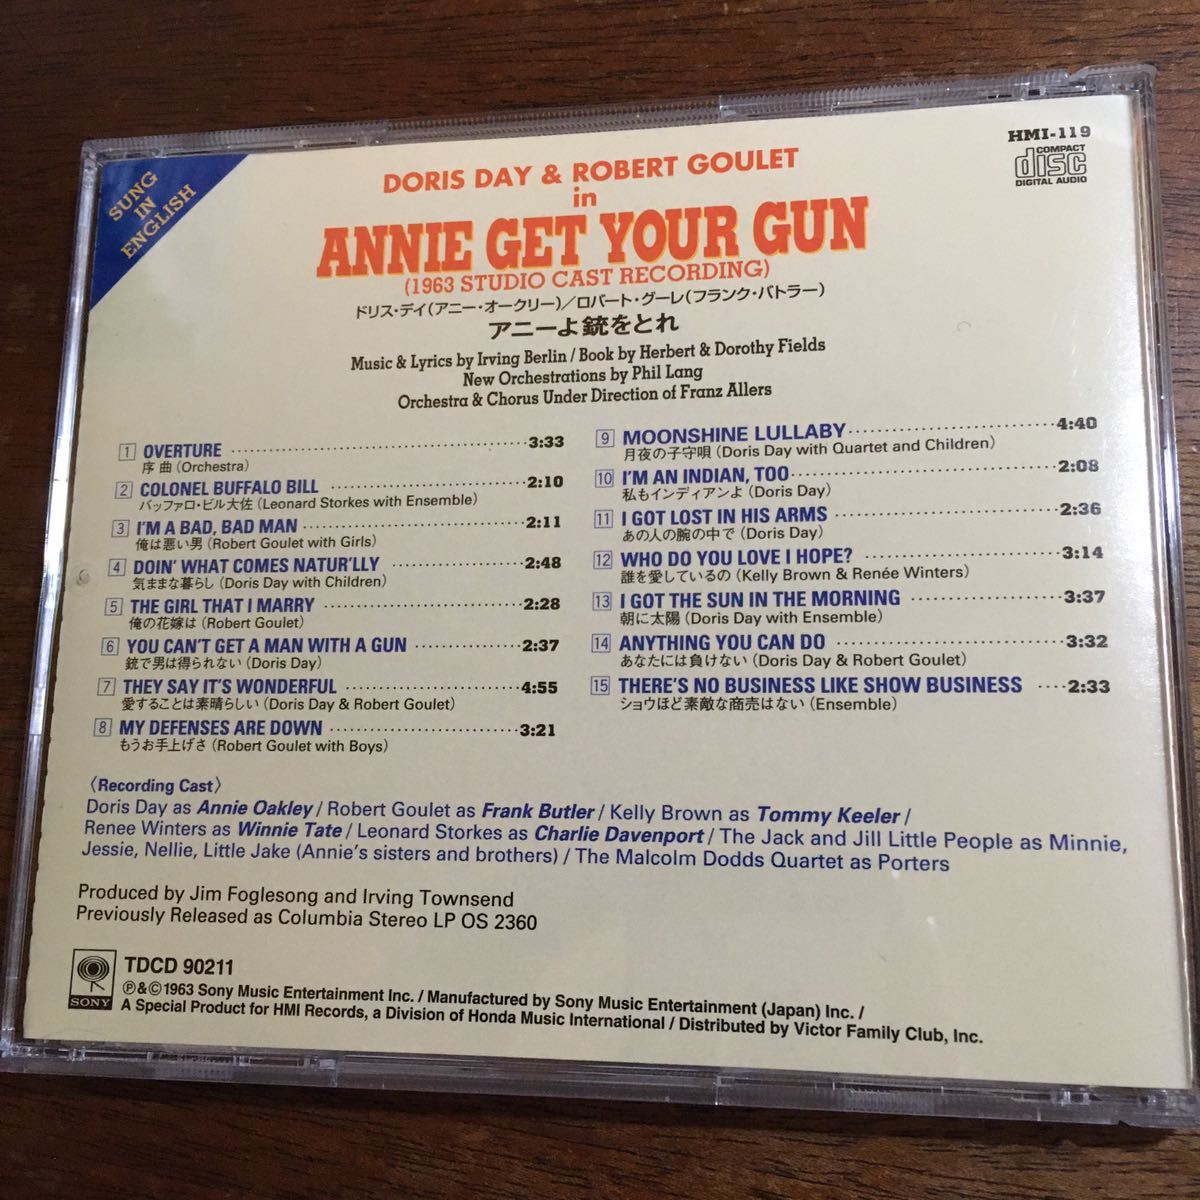 SUNG
IN
ENGLISH
HMI-119
COMPACT
disc
DIGITAL AUDIO
DORIS DAY & ROBERT GOULET
in
ANNIE GET YOUR GUN
(1963 STUDIO CAST RECORDING)
ドリス・デイ(アニー・オークリー)/ロバート・グーレ(フランク・バトラー)
アニーよ銃をとれ
Music & Lyrics by Irving Berlin / Book by Herbert & Dorothy Fields
New Orchestrations by Phil Lang
Orchestra & Chorus Under Direction of Franz Allers
1 OVERTURE 3:33
序曲(Orchestra)
2 COLONEL BUFFALO BILL 2:10
バッファロ・ビル大佐(Leonard Storkes with Ensemble)
3 I'M A BAD, BAD MAN 2:11
俺は悪い男(Robert Goulet with Girls)
4 DOIN' WHAT COMES NATUR'LLY 2:48
気ままな暮らし(Doris Day with Children)
5 THE GIRL THAT I MARRY 2:28
俺の花嫁は(Robert Goulet)
6 YOU CAN'T GET A MAN WITH A GUN 2:37
銃で男は得られない(Doris Day)
7 THEY SAY IT'S WONDERFUL 4:55
愛することは素晴らしい(Doris Day & Robert Goulet)
8 MY DEFENSES ARE DOWN 3:21
もうお手上げさ(Robert Goulet with Boys)
9 MOONSHINE LULLABY 4:40
月夜の子守唄(Doris Day with Quartet and Children)
10 I'M AN INDIAN, TOO 2:08
私もインディアンよ(Doris Day)
11 I GOT LOST IN HIS ARMS 2:36
あの人の腕の中で(Doris Day)
12 WHO DO YOU LOVE I HOPE? 3:14
誰を愛しているの(Kelly Brown & Renée Winters)
13 I GOT THE SUN IN THE MORNING 3:37
朝に太陽(Doris Day with Ensemble)
14 ANYTHING YOU CAN DO 3:32
あなたには負けない(Doris Day & Robert Goulet)
15 THERE'S NO BUSINESS LIKE SHOW BUSINESS 2:33
ショウほど素敵な商売はない(Ensemble)
〈Recording Cast〉
Doris Day as Annie Oakley / Robert Goulet as Frank Butler / Kelly Brown as Tommy Keeler /
Renee Winters as Winnie Tate / Leonard Storkes as Charlie Davenport / The Jack and Jill Little People as Minnie,
Jessie, Nellie, Little Jake (Annie's sisters and brothers) / The Malcolm Dodds Quartet as Porters
Produced by Jim Foglesong and Irving Townsend
Previously Released as Columbia Stereo LP OS 2360
SONY
TDCD 90211
℗&©1963 Sony Music Entertainment Inc. / Manufactured by Sony Music Entertainment (Japan) Inc. /
A Special Product for HMI Records, a Division of Honda Music International / Distributed by Victor Family Club, Inc.